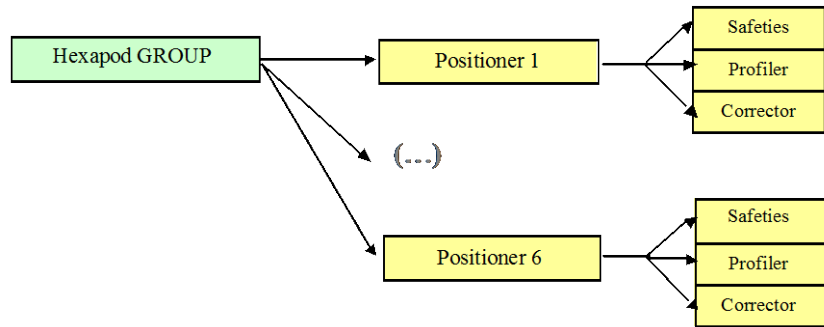 Hexapod GROUP
Positioner 1
Safeties
Profiler
Corrector
(...)
Positioner 6
Safeties
Profiler
Corrector